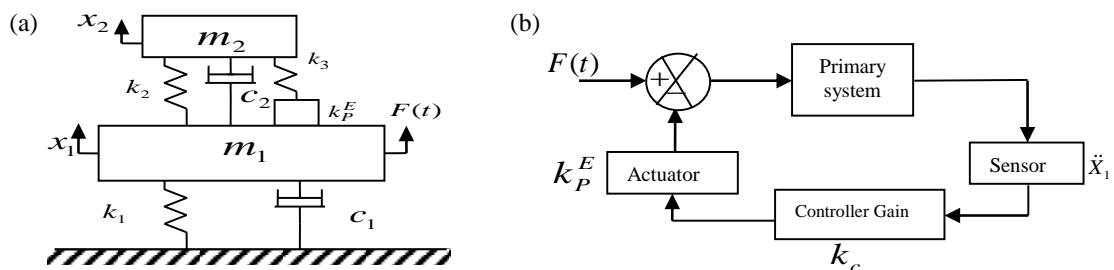 (a)
x₂
m₂
k₂
c₂
k₃
k_P^E
F(t)
x₁
m₁
k₁
c₁
(b)
F(t)
+
−
Primary
system
Sensor
Ẍ₁
k_P^E
Actuator
Controller Gain
k_c